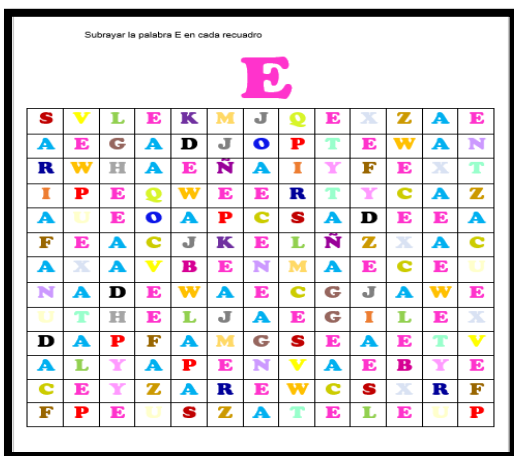 Subrayar la palabra E en cada recuadro
E
S V L E K M J Q E X Z A E
A E G A D J O P T E W A N
R W H A E Ñ A I Y F E X T
I P E Q W E E R T Y C A Z
A U E O A P C S A D E E A
F E A C J K E L Ñ Z X A C
A X A V B E N M A E C E U
N A D E W A E C G J A W E
U T H E L J A E G I L E X
D A P F A M G S E A E T V
A L Y A P E N V A E B Y E
C E Y Z A R E W C S X R F
F P E U S Z A T E L E U P